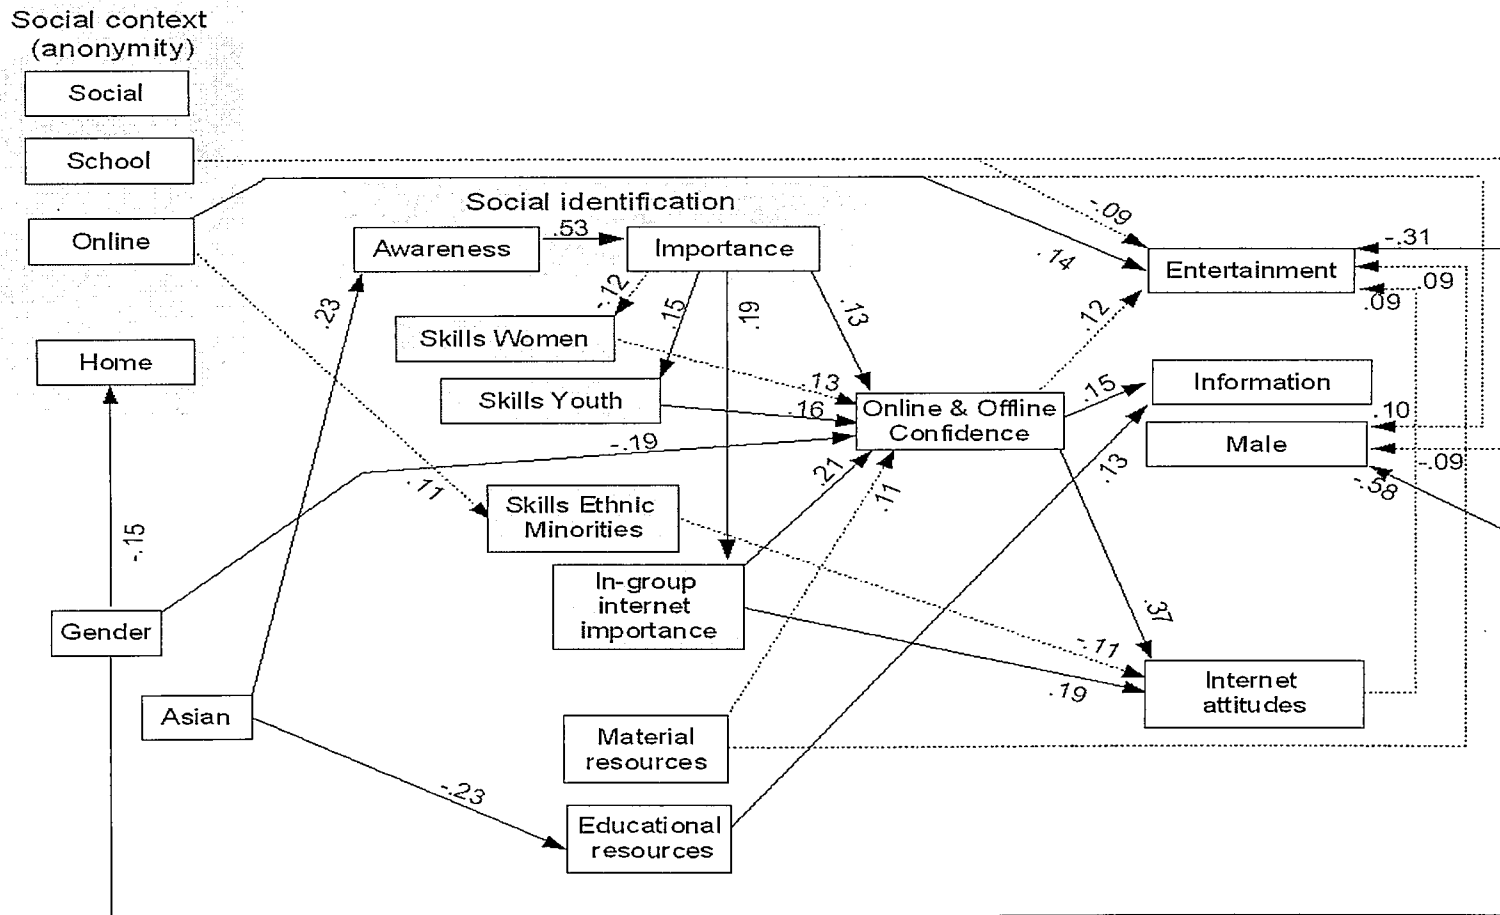 Social context
(anonymity)
Social
School
Online
Home
Gender
Asian
-.15
.23
-.23
.11
-.19
Social identification
Awareness
.53
Importance
-.12
.15
.19
.13
Skills Women
Skills Youth
.13
.16
Skills Ethnic
Minorities
In-group
internet
importance
.21
.11
Material
resources
Educational
resources
Online & Offline
Confidence
-.09
.14
.12
.15
.13
.37
-.11
.19
Entertainment
-.31
.09
.09
Information
.10
Male
-.09
-.58
Internet
attitudes